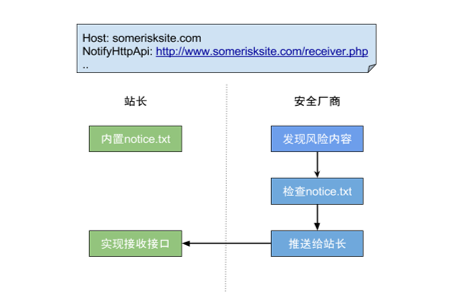 Host: somerisksite.com
NotifyHttpApi: http://www.somerisksite.com/receiver.php
..
站长
安全厂商
内置notice.txt
发现风险内容
检查notice.txt
实现接收接口
推送给站长